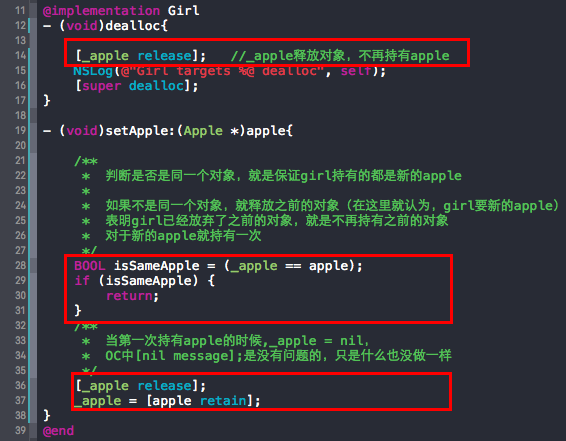 11 @implementation Girl
12 - (void)dealloc{
13
14 [_apple release]; //_apple释放对象，不再持有apple
15 NSLog(@"Girl targets %@ dealloc", self);
16 [super dealloc];
17 }
18
19 - (void)setApple:(Apple *)apple{
20
21 /**
22 * 判断是否是同一个对象，就是保证girl持有的都是新的apple
23 *
24 * 如果不是同一个对象，就释放之前的对象（在这里就认为，girl要新的apple）
25 * 表明girl已经放弃了之前的对象，就是不再持有之前的对象
26 * 对于新的apple就持有一次
27 */
28 BOOL isSameApple = (_apple == apple);
29 if (isSameApple) {
30 return;
31 }
32 /**
33 * 当第一次持有apple的时候,_apple = nil，
34 * OC中[nil message];是没有问题的，只是什么也没做一样
35 */
36 [_apple release];
37 _apple = [apple retain];
38 }
39 @end